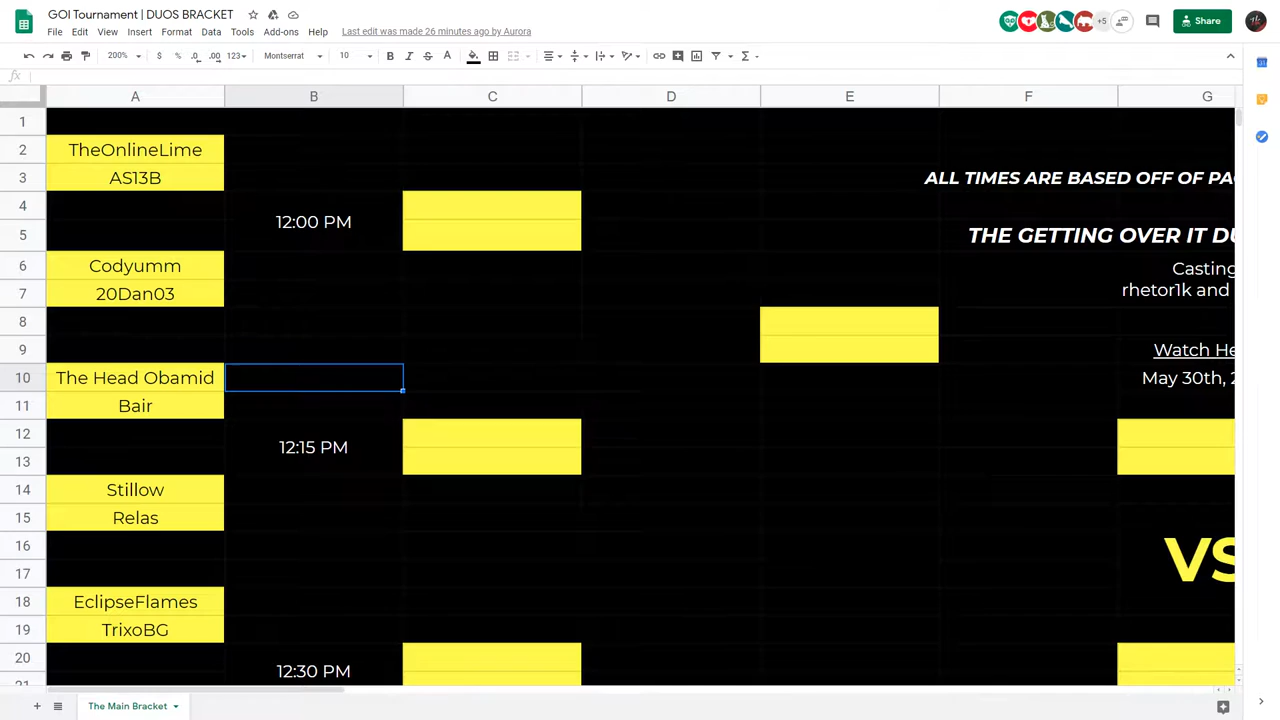 GOI Tournament | DUOS BRACKET
File Edit View Insert Format Data Tools Add-ons Help Last edit was made 26 minutes ago by Aurora
+5
Share
200% $ % .0 .00 123 Montserrat 10 B I S A
fx
A B C D E F G
1
2 TheOnlineLime
3 AS13B ALL TIMES ARE BASED OFF OF PA
4
12:00 PM
5 THE GETTING OVER IT D
6 Codyumm Casting
7 20Dan03 rhetor1k and
8
9 Watch He
10 The Head Obamid May 30th, 2
11 Bair
12
12:15 PM
13
14 Stillow
15 Relas
16
VS
17
18 EclipseFlames
19 TrixoBG
20 12:30 PM
21
The Main Bracket